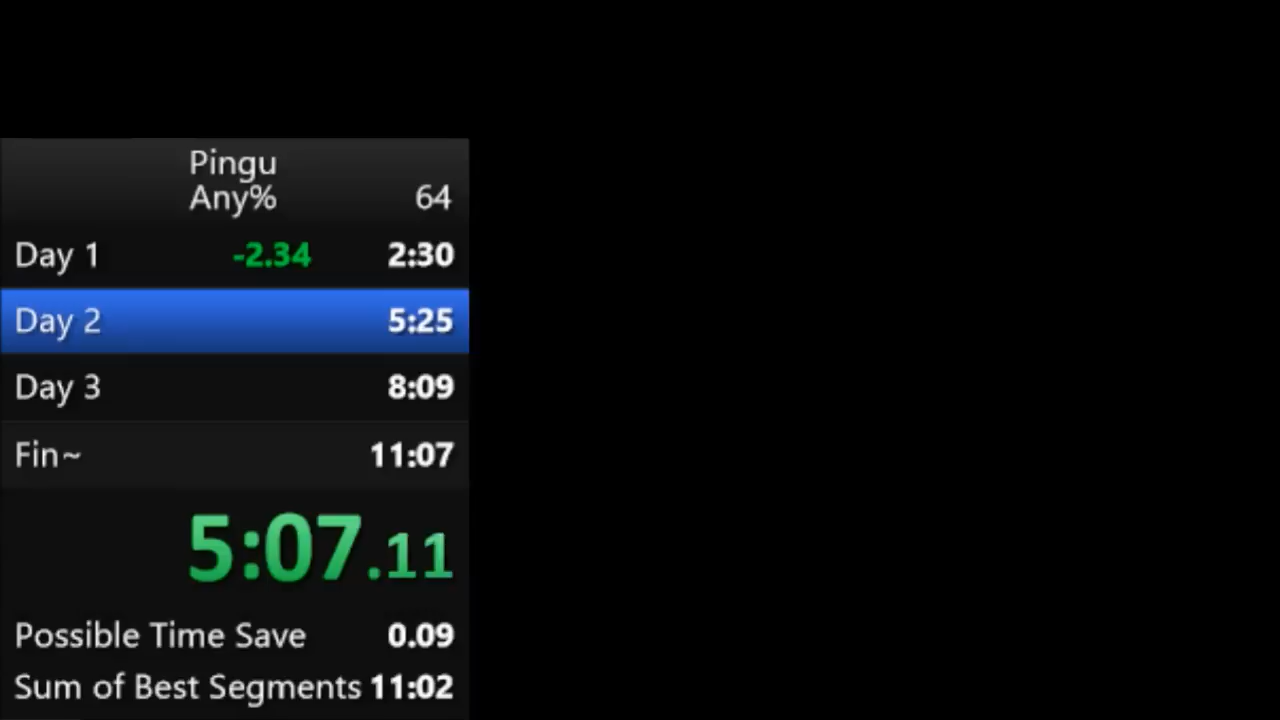 Pingu
Any% 64
Day 1 -2.34 2:30
Day 2 5:25
Day 3 8:09
Fin~ 11:07
5:07.11
Possible Time Save 0.09
Sum of Best Segments 11:02